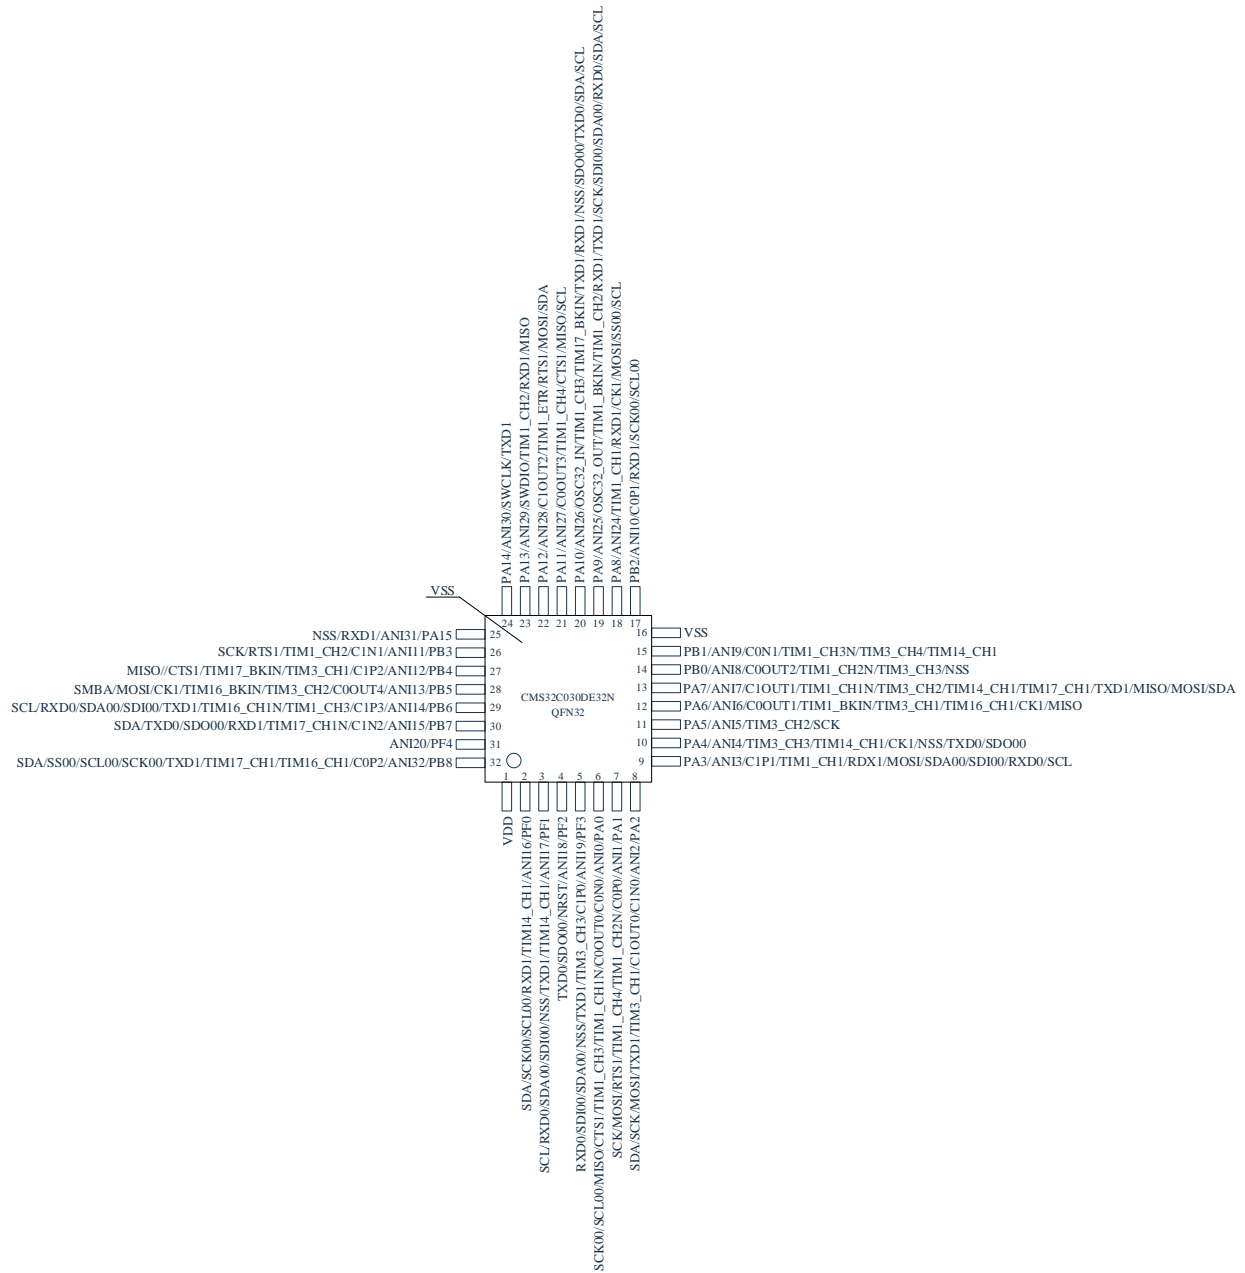 PA14/ANI30/SWCLK/TXD1
PA13/ANI29/SWDIO/TIM1_CH2/RXD1/MISO
PA12/ANI28/C1OUT2/TIM1_ETR/RTS1/MOSI/SDA
PA11/ANI27/C0OUT3/TIM1_CH4/CTS1/MISO/SCL
PA10/ANI26/OSC32_IN/TIM1_CH3/TIM17_BKIN/TXD1/RXD1/NSS/SDO00/TXD0/SDA/SCL
PA9/ANI25/OSC32_OUT/TIM1_BKIN/TIM1_CH2/RXD1/TXD1/SCK/SDI00/SDA00/RXD0/SDA/SCL
PA8/ANI24/TIM1_CH1/RXD1/CK1/MOSI/SS00/SCL
PB2/ANI10/C0P1/RXD1/SCK00/SCL00
VSS
24 23 22 21 20 19 18 17
NSS/RXD1/ANI31/PA15 25
SCK/RTS1/TIM1_CH2/C1N1/ANI11/PB3 26
MISO//CTS1/TIM17_BKIN/TIM3_CH1/C1P2/ANI12/PB4 27
SMBA/MOSI/CK1/TIM16_BKIN/TIM3_CH2/C0OUT4/ANI13/PB5 28
SCL/RXD0/SDA00/SDI00/TXD1/TIM16_CH1N/TIM1_CH3/C1P3/ANI14/PB6 29
SDA/TXD0/SDO00/RXD1/TIM17_CH1N/C1N2/ANI15/PB7 30
ANI20/PF4 31
SDA/SS00/SCL00/SCK00/TXD1/TIM17_CH1/TIM16_CH1/C0P2/ANI32/PB8 32
CMS32C030DE32N
QFN32
16 VSS
15 PB1/ANI9/C0N1/TIM1_CH3N/TIM3_CH4/TIM14_CH1
14 PB0/ANI8/C0OUT2/TIM1_CH2N/TIM3_CH3/NSS
13 PA7/ANI7/C1OUT1/TIM1_CH1N/TIM3_CH2/TIM14_CH1/TIM17_CH1/TXD1/MISO/MOSI/SDA
12 PA6/ANI6/C0OUT1/TIM1_BKIN/TIM3_CH1/TIM16_CH1/CK1/MISO
11 PA5/ANI5/TIM3_CH2/SCK
10 PA4/ANI4/TIM3_CH3/TIM14_CH1/CK1/NSS/TXD0/SDO00
9 PA3/ANI3/C1P1/TIM1_CH1/RDX1/MOSI/SDA00/SDI00/RXD0/SCL
1 2 3 4 5 6 7 8
VDD
SDA/SCK00/SCL00/RXD1/TIM14_CH1/ANI16/PF0
SCL/RXD0/SDA00/SDI00/NSS/TXD1/TIM14_CH1/ANI17/PF1
TXD0/SDO00/NRST/ANI18/PF2
RXD0/SDI00/SDA00/NSS/TXD1/TIM3_CH3/C1P0/ANI19/PF3
SCK00/SCL00/MISO/CTS1/TIM1_CH3/TIM1_CH1N/C0OUT0/C0N0/ANI0/PA0
SCK/MOSI/RTS1/TIM1_CH4/TIM1_CH2N/C0P0/ANI1/PA1
SDA/SCK/MOSI/TXD1/TIM3_CH1/C1OUT0/C1N0/ANI2/PA2